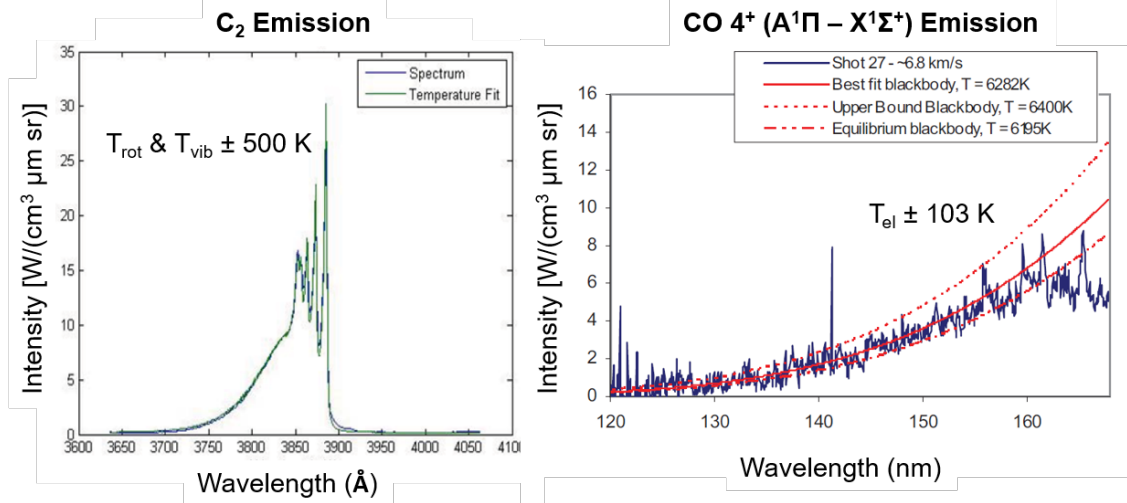 C₂ Emission
35
30
25
20
15
10
5
0
Spectrum
Temperature Fit
Tᵣₒₜ & Tᵥᵢb ± 500 K
Intensity [W/(cm³ µm sr)]
3600 3650 3700 3750 3800 3850 3900 3950 4000 4050 4100
Wavelength (Å)
CO 4⁺ (A¹Π – X¹Σ⁺) Emission
Shot 27 - ~6.8 km/s
Best fit blackbody, T = 6282K
Upper Bound Blackbody, T = 6400K
Equilibrium blackbody, T = 6195K
16
14
12
10
8
6
4
2
0
Tₑₗ ± 103 K
Intensity [W/(cm³ µm sr)]
120 130 140 150 160
Wavelength (nm)